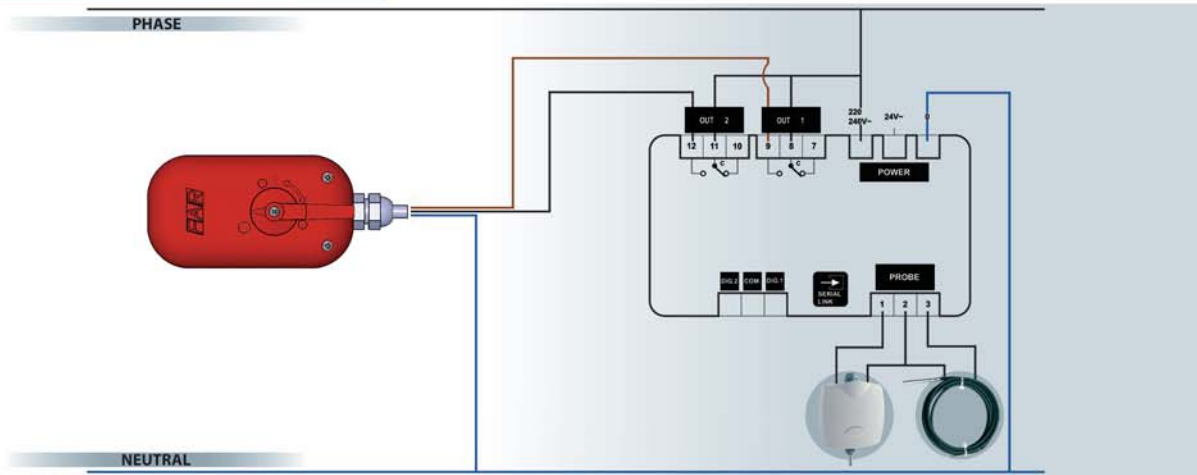 PHASE
OUT 2
OUT 1
220
240V~
24V~
0
12 11 10
9 8 7
C
C
POWER
FAR
DIG.2 COM DIG.1
SERIAL
LINK
PROBE
1 2 3
NEUTRAL